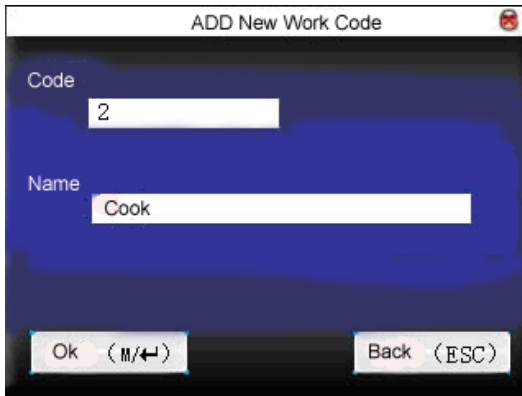 ADD New Work Code
Code
2
Name
Cook
Ok (M/↵) Back (ESC)